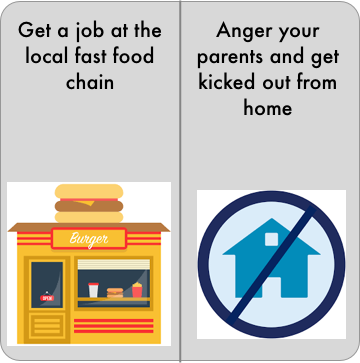 Get a job at the
local fast food
chain
Anger your
parents and get
kicked out from
home
Burger
OPEN